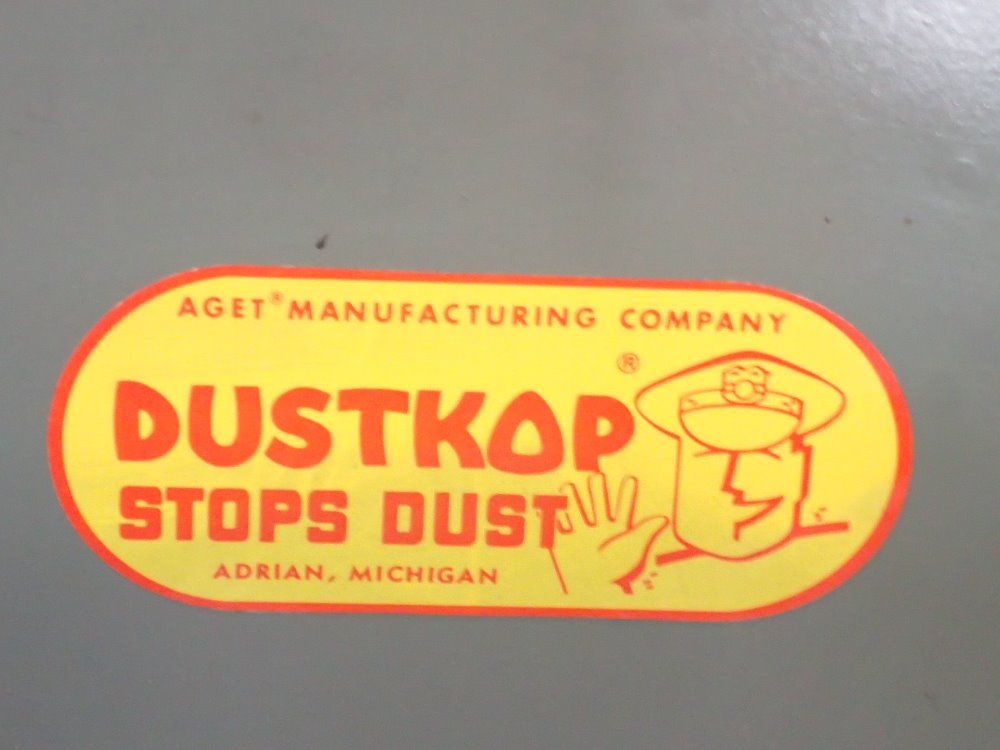 AGET® MANUFACTURING COMPANY
DUSTKOP®
STOPS DUST
ADRIAN, MICHIGAN